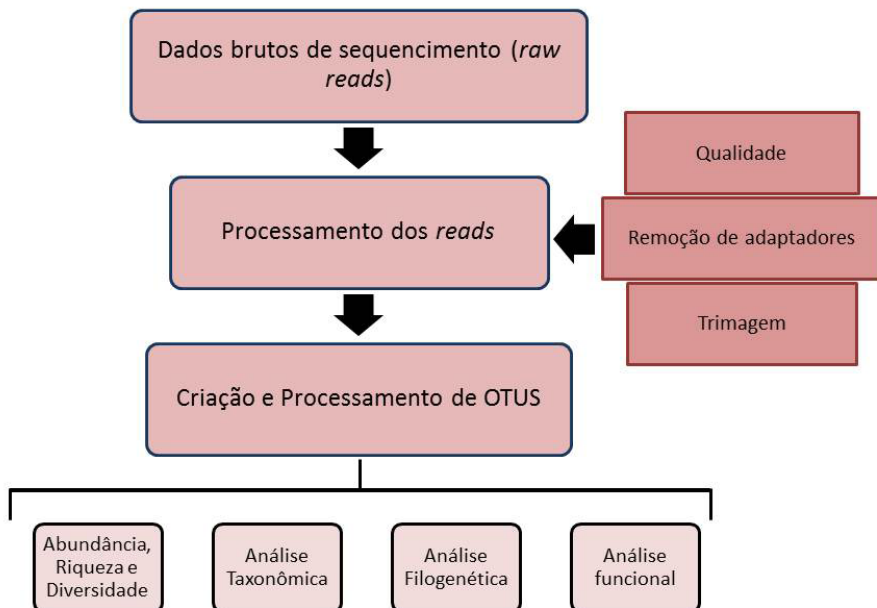 Dados brutos de sequencimento (raw
reads)
Processamento dos reads
Qualidade
Remoção de adaptadores
Trimagem
Criação e Processamento de OTUS
Abundância,
Riqueza e
Diversidade
Análise
Taxonômica
Análise
Filogenética
Análise
funcional